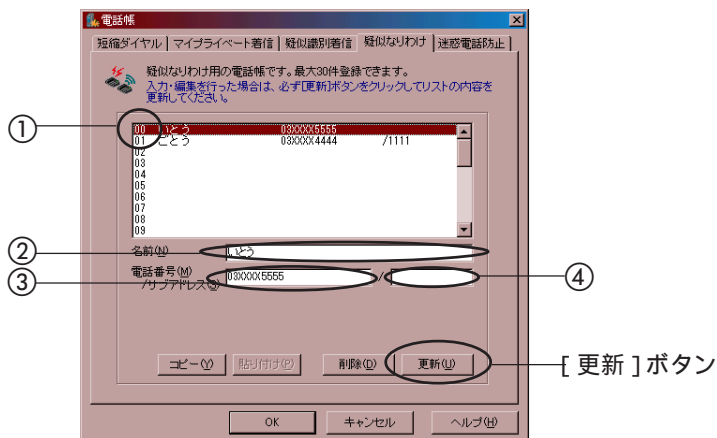 電話帳
短縮ダイヤル マイプライベート着信 疑似識別着信 疑似なりわけ 迷惑電話防止
疑似なりわけ用の電話帳です。最大30件登録できます。
入力・編集を行った場合は、必ず[更新]ボタンをクリックしてリストの内容を
更新してください。
① 00 いとう 03XXXX5555
01 ごとう 03XXXX4444 /1111
02
03
04
05
06
07
08
09
② 名前(N) いとう
③ 電話番号(M) 03XXXX5555 / ④
/サブアドレス(S)
コピー(Y) 貼り付け(P) 削除(D) 更新(U) [ 更新 ]ボタン
OK キャンセル ヘルプ(H)